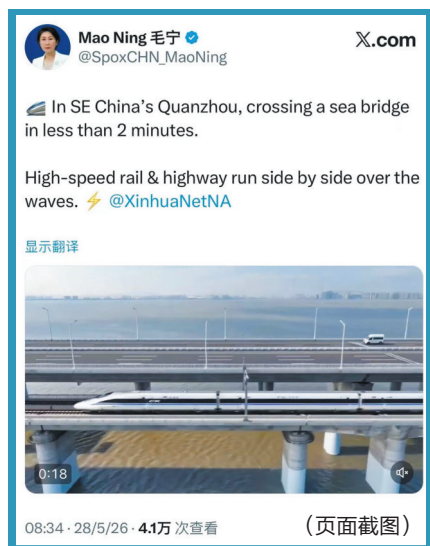 Mao Ning 毛宁
X.com
@SpoxCHN_MaoNing
🚄 In SE China’s Quanzhou, crossing a sea bridge
in less than 2 minutes.
High-speed rail & highway run side by side over the
waves. ⚡ @XinhuaNetNA
显示翻译
0:18
08:34 · 28/5/26 · 4.1万 次查看
（页面截图）